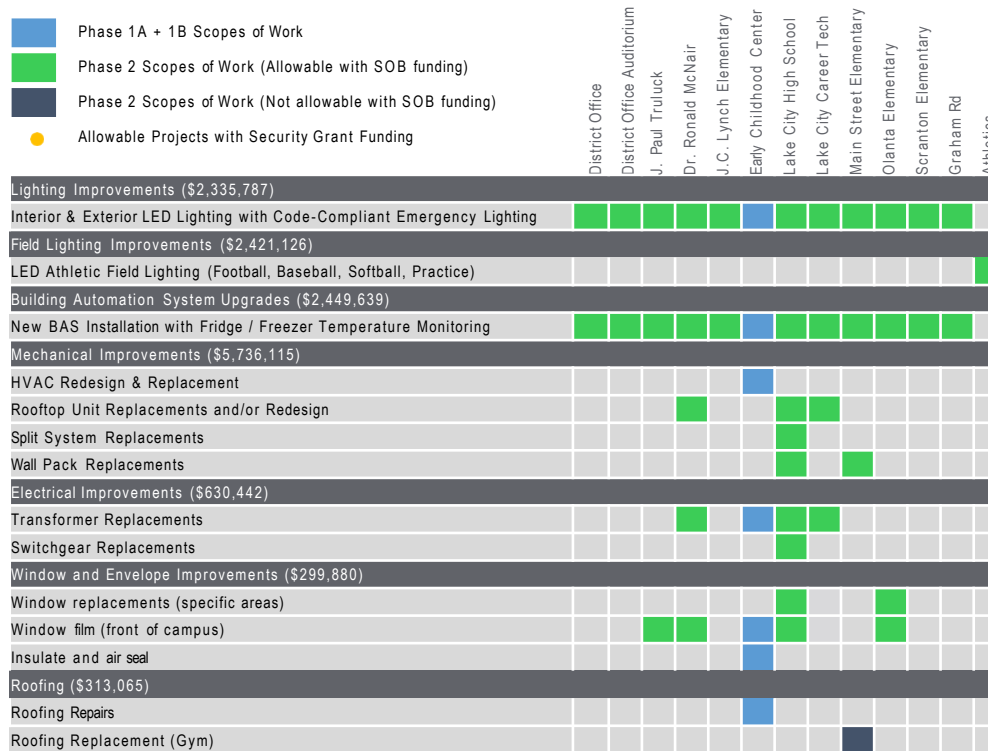 Phase 1A + 1B Scopes of Work
Phase 2 Scopes of Work (Allowable with SOB funding)
Phase 2 Scopes of Work (Not allowable with SOB funding)
Allowable Projects with Security Grant Funding
District Office
District Office Auditorium
J. Paul Truluck
Dr. Ronald McNair
J.C. Lynch Elementary
Early Childhood Center
Lake City High School
Lake City Career Tech
Main Street Elementary
Olanta Elementary
Scranton Elementary
Graham Rd
Athletics
Lighting Improvements ($2,335,787)
Interior & Exterior LED Lighting with Code-Compliant Emergency Lighting
Field Lighting Improvements ($2,421,126)
LED Athletic Field Lighting (Football, Baseball, Softball, Practice)
Building Automation System Upgrades ($2,449,639)
New BAS Installation with Fridge / Freezer Temperature Monitoring
Mechanical Improvements ($5,736,115)
HVAC Redesign & Replacement
Rooftop Unit Replacements and/or Redesign
Split System Replacements
Wall Pack Replacements
Electrical Improvements ($630,442)
Transformer Replacements
Switchgear Replacements
Window and Envelope Improvements ($299,880)
Window replacements (specific areas)
Window film (front of campus)
Insulate and air seal
Roofing ($313,065)
Roofing Repairs
Roofing Replacement (Gym)